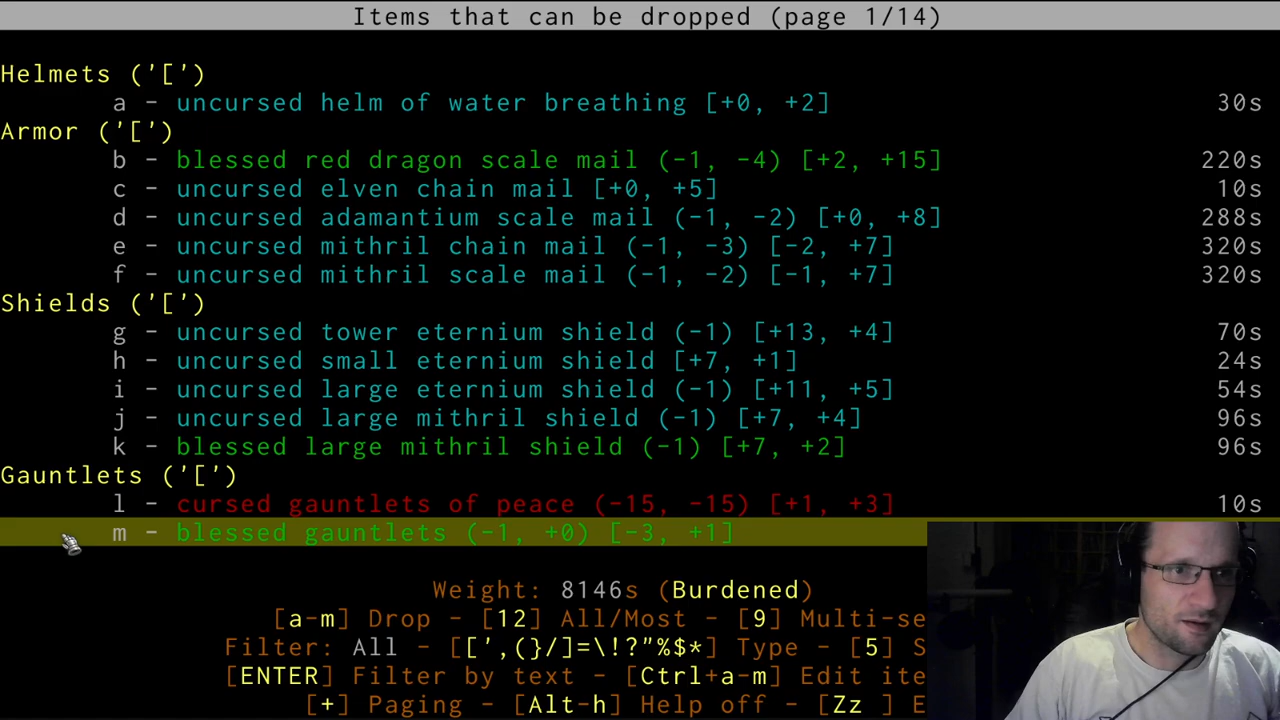 Items that can be dropped (page 1/14)
Helmets ('[')
a - uncursed helm of water breathing [+0, +2] 30s
Armor ('[')
b - blessed red dragon scale mail (-1, -4) [+2, +15] 220s
c - uncursed elven chain mail [+0, +5] 10s
d - uncursed adamantium scale mail (-1, -2) [+0, +8] 288s
e - uncursed mithril chain mail (-1, -3) [-2, +7] 320s
f - uncursed mithril scale mail (-1, -2) [-1, +7] 320s
Shields ('[')
g - uncursed tower eternium shield (-1) [+13, +4] 70s
h - uncursed small eternium shield [+7, +1] 24s
i - uncursed large eternium shield (-1) [+11, +5] 54s
j - uncursed large mithril shield (-1) [+7, +4] 96s
k - blessed large mithril shield (-1) [+7, +2] 96s
Gauntlets ('[')
l - cursed gauntlets of peace (-15, -15) [+1, +3] 10s
m - blessed gauntlets (-1, +0) [-3, +1]
Weight: 8146s (Burdened)
[a-m] Drop - [12] All/Most - [9] Multi-se
Filter: All - [[',(}/]=\!?"%$*] Type - [5] S
[ENTER] Filter by text - [Ctrl+a-m] Edit ite
[+] Paging - [Alt-h] Help off - [Zz ] E